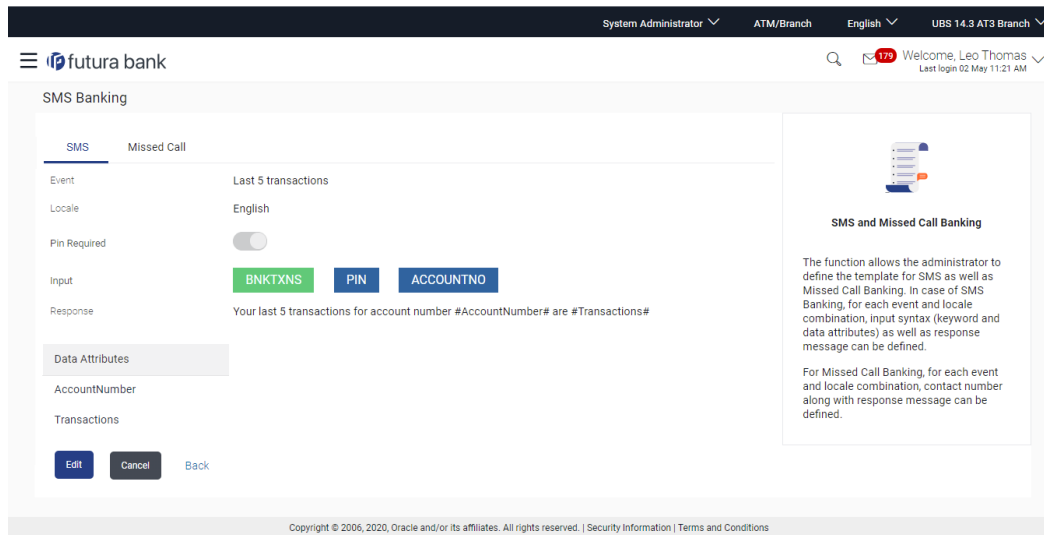 System Administrator ATM/Branch English UBS 14.3 AT3 Branch
futura bank
179 Welcome, Leo Thomas
Last login 02 May 11:21 AM
SMS Banking
SMS Missed Call
Event Last 5 transactions
Locale English
Pin Required
Input BNKTXNS PIN ACCOUNTNO
Response Your last 5 transactions for account number #AccountNumber# are #Transactions#
Data Attributes
AccountNumber
Transactions
Edit Cancel Back
SMS and Missed Call Banking
The function allows the administrator to
define the template for SMS as well as
Missed Call Banking. In case of SMS
Banking, for each event and locale
combination, input syntax (keyword and
data attributes) as well as response
message can be defined.
For Missed Call Banking, for each event
and locale combination, contact number
along with response message can be
defined.
Copyright © 2006, 2020, Oracle and/or its affiliates. All rights reserved. | Security Information | Terms and Conditions